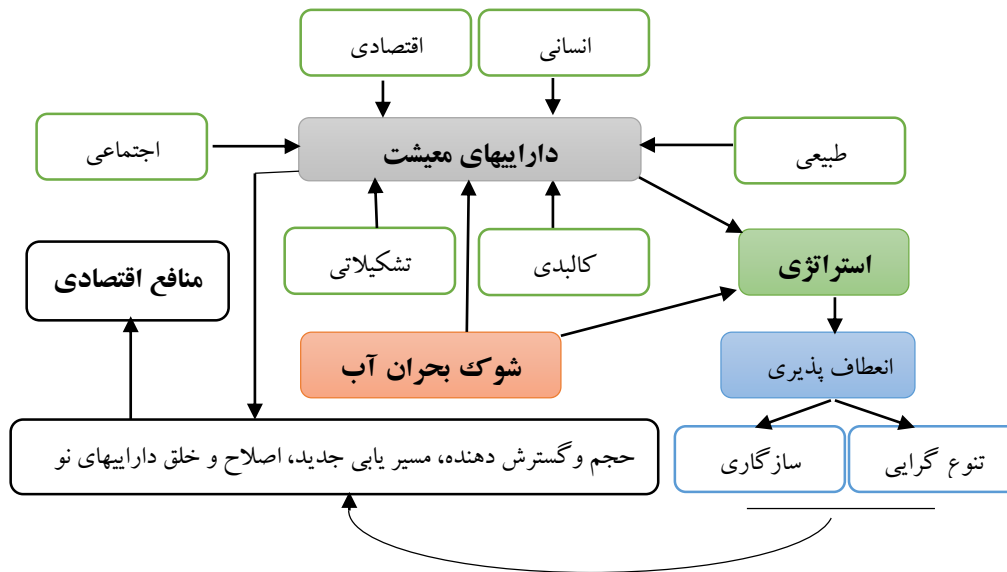 انسانی
اقتصادی
طبیعی
داراییهای معیشت
اجتماعی
کالبدی
تشکیلاتی
استراتژی
منافع اقتصادی
شوک بحران آب
انعطاف پذیری
تنوع گرایی
سازگاری
حجم وگسترش دهنده، مسیر یابی جدید، اصلاح و خلق داراییهای نو